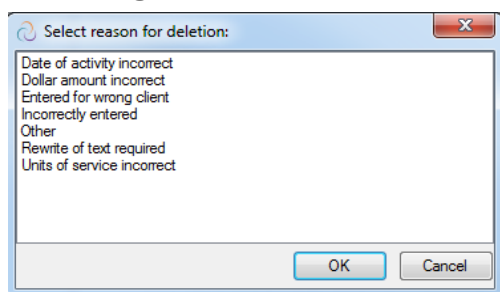 Select reason for deletion:
Date of activity incorrect
Dollar amount incorrect
Entered for wrong client
Incorrectly entered
Other
Rewrite of text required
Units of service incorrect
OK Cancel